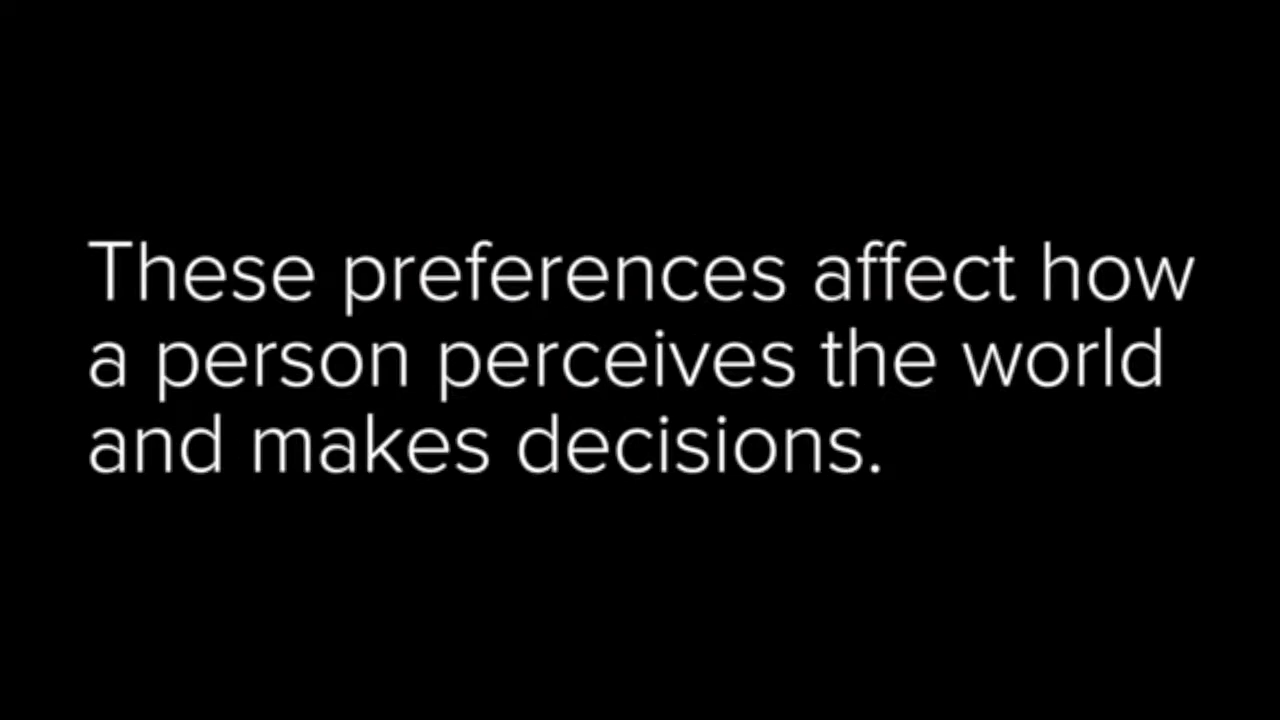 These preferences affect how
a person perceives the world
and makes decisions.